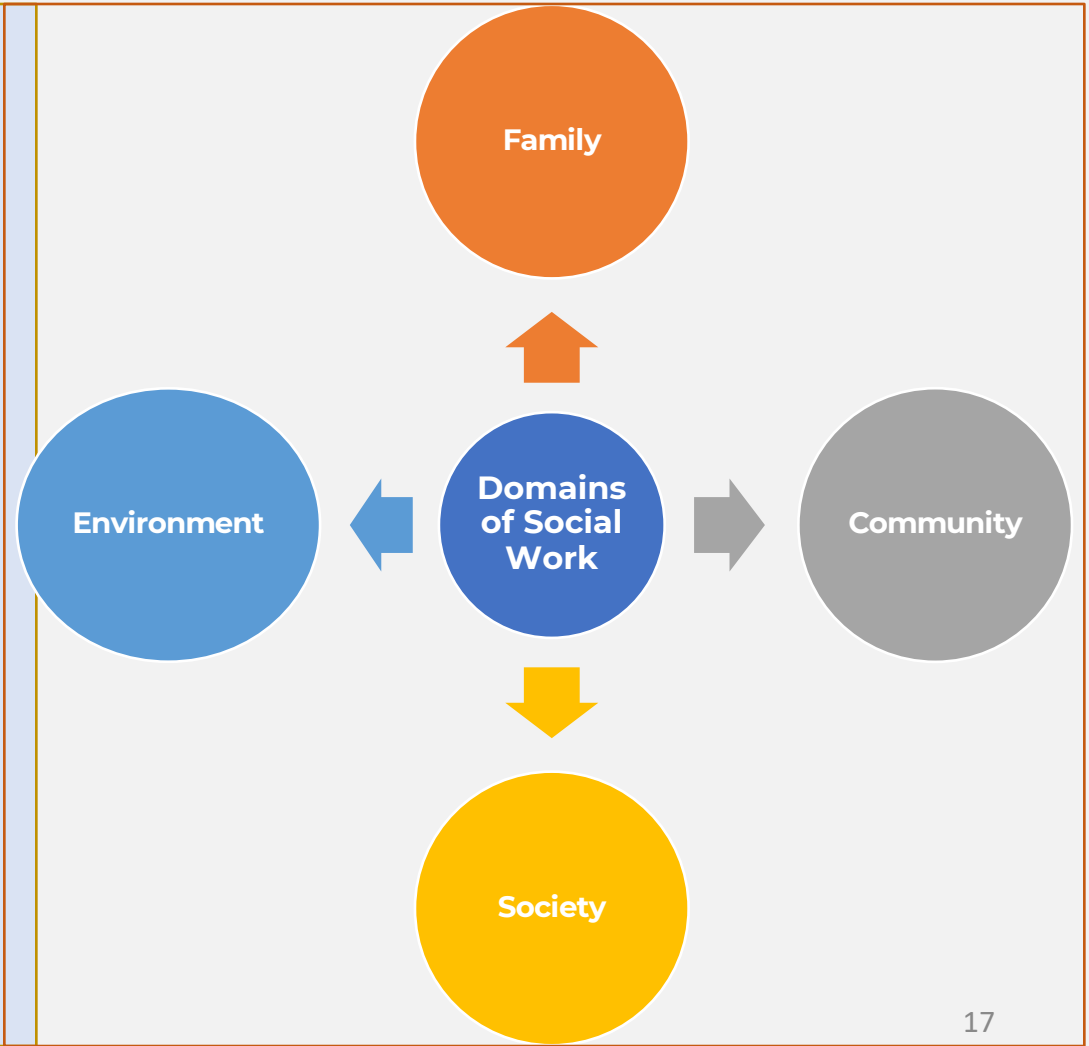 Family
Environment
Domains
of Social
Work
Community
Society
17